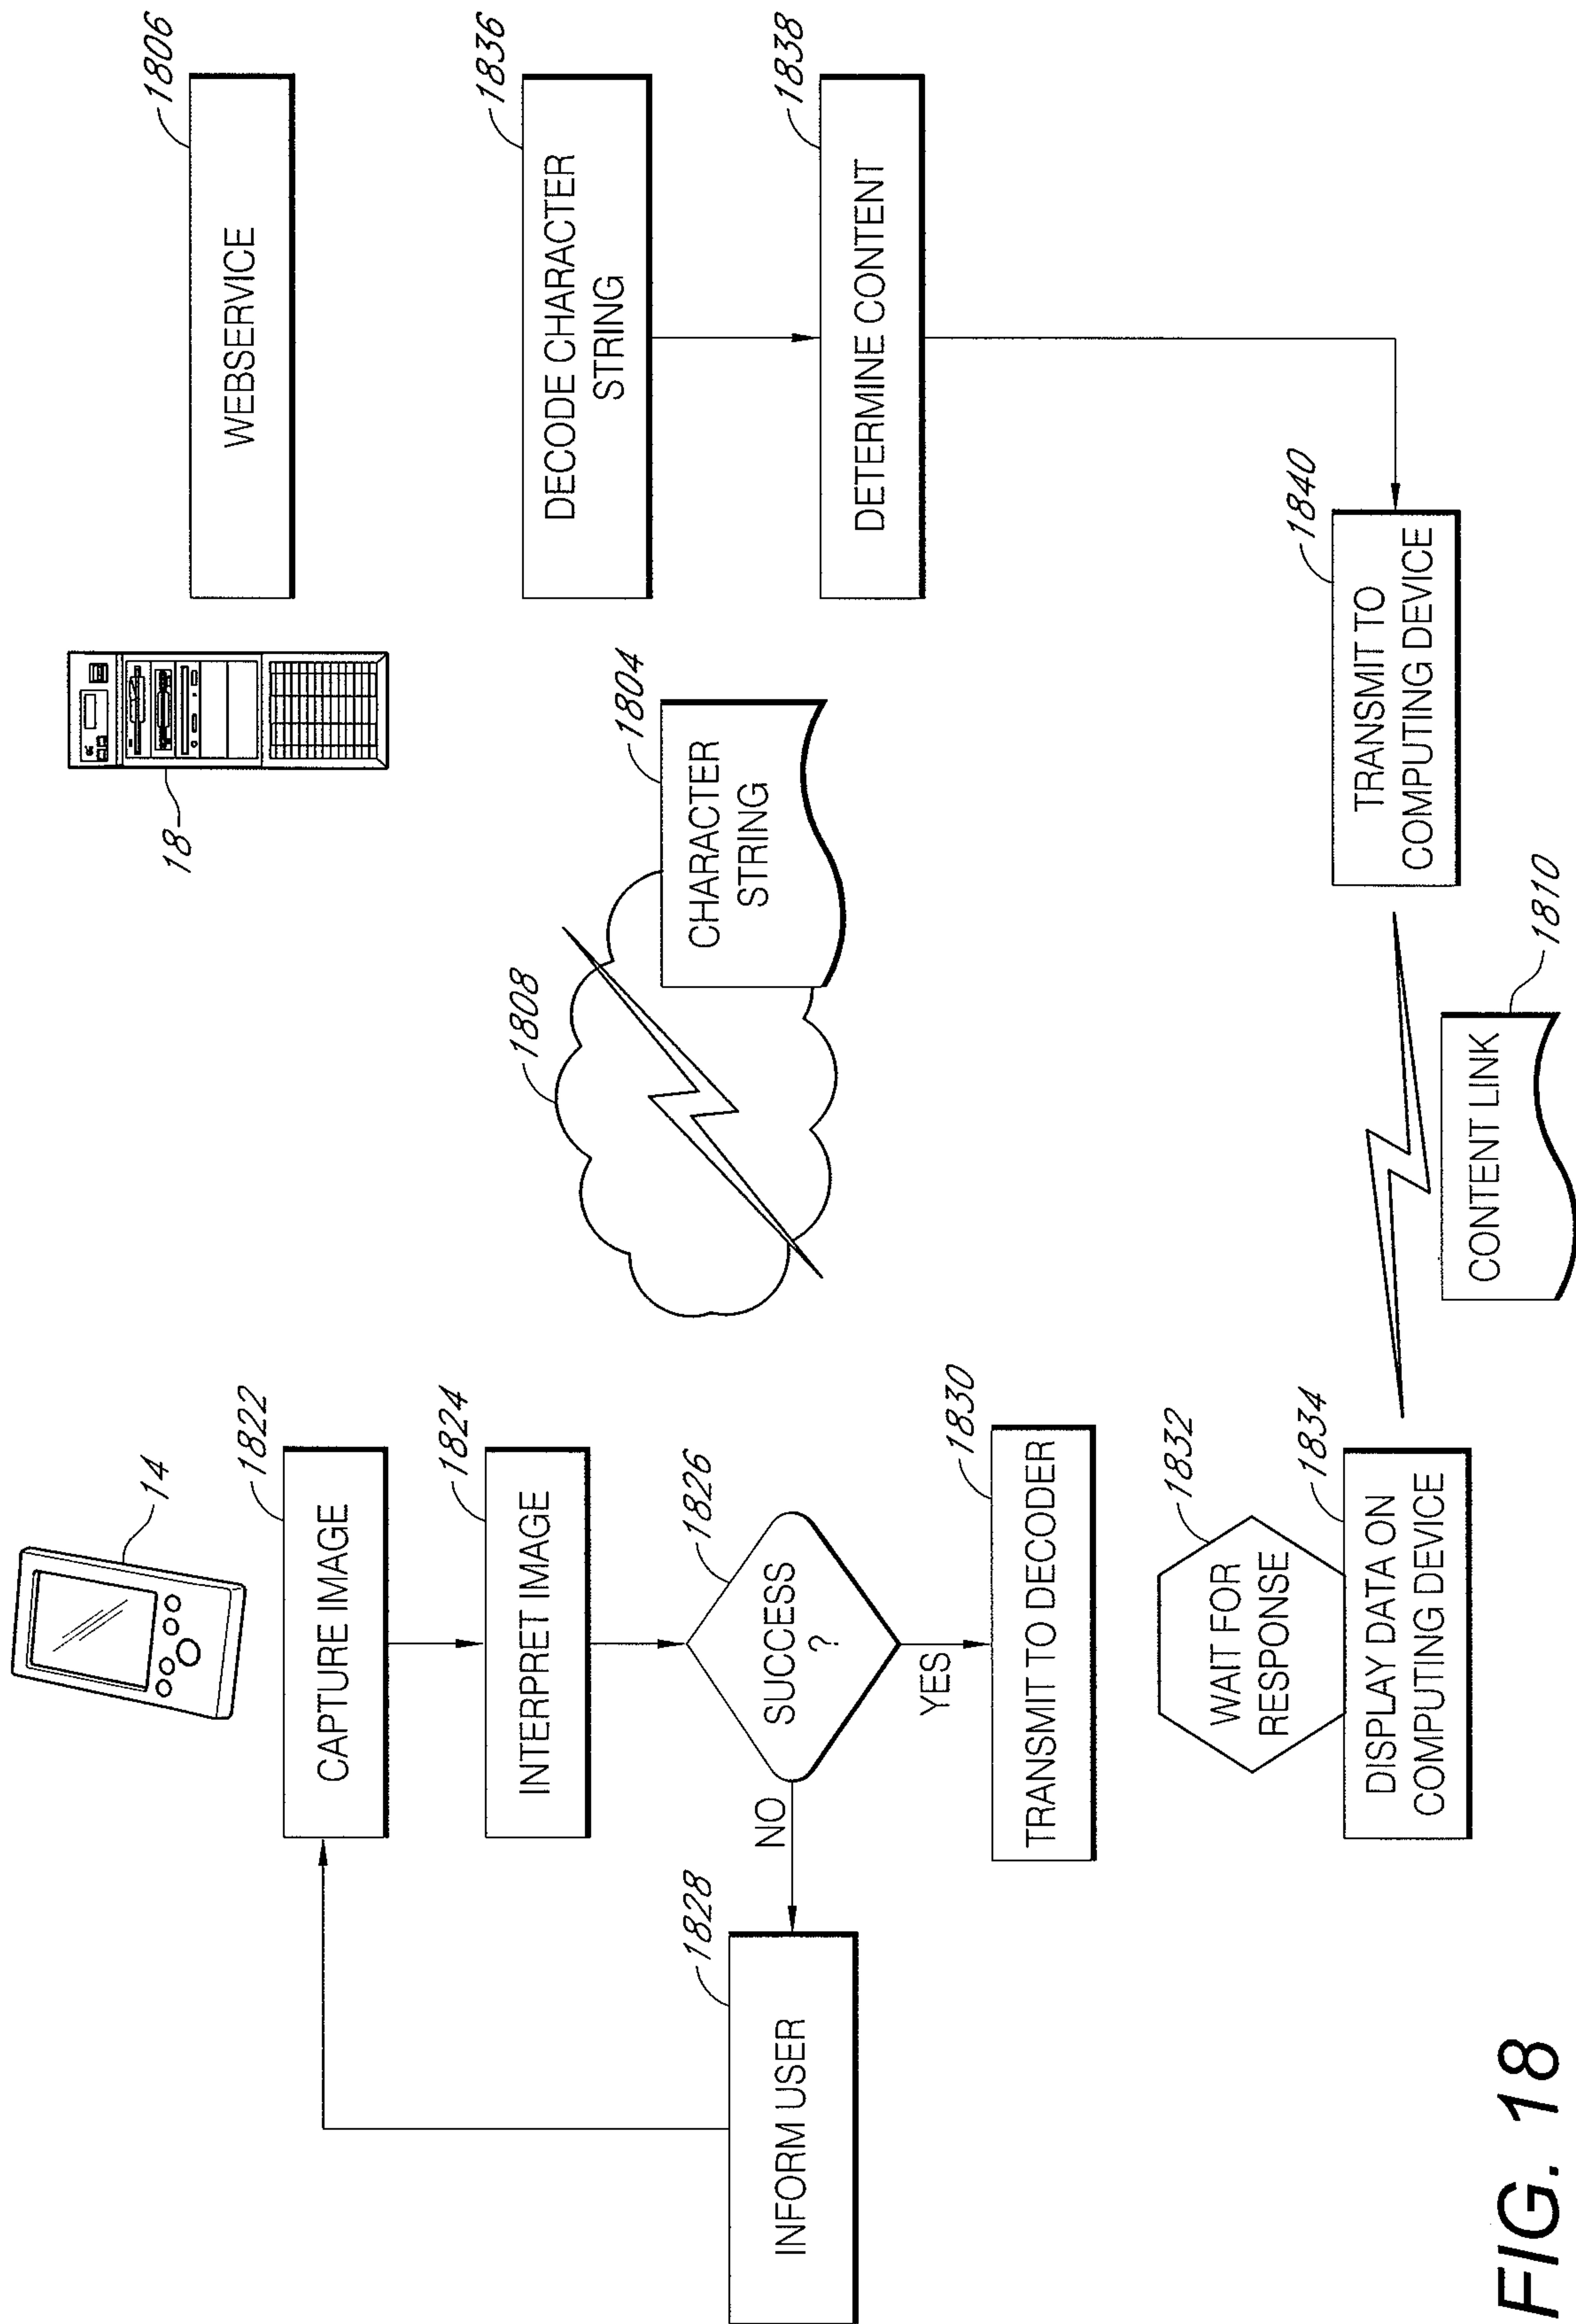 14
18
WEBSERVICE
1806
CAPTURE IMAGE
1822
INTERPRET IMAGE
1824
SUCCESS
?
1826
NO
YES
INFORM USER
1828
TRANSMIT TO DECODER
1830
1808
CHARACTER
STRING
1804
DECODE CHARACTER
STRING
1836
DETERMINE CONTENT
1838
WAIT FOR
RESPONSE
1832
DISPLAY DATA ON
COMPUTING DEVICE
1834
TRANSMIT TO
COMPUTING DEVICE
1840
CONTENT LINK
1810
FIG. 18